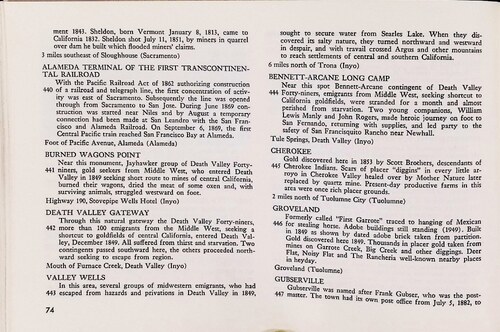 ment 1843. Sheldon, born Vermont January 8, 1813, came to
California 1832. Sheldon shot July 11, 1851, by miners in quarrel
over dam he built which flooded miners' claims.
3 miles southeast of Sloughhouse (Sacramento)
ALAMEDA TERMINAL OF THE FIRST TRANSCONTINEN-
TAL RAILROAD
With the Pacific Railroad Act of 1862 authorizing construction
440 of a railroad and telegraph line, the first concentration of activ-
ity was east of Sacramento. Subsequently the line was opened
through from Sacramento to San Jose. During June 1869 con-
struction was started near Niles and by August a temporary
connection had been made at San Leandro with the San Fran-
cisco and Alameda Railroad. On September 6, 1869, the first
Central Pacific train reached San Francisco Bay at Alameda.
Foot of Pacific Avenue, Alameda (Alameda)
BURNED WAGONS POINT
Near this monument, Jayhawker group of Death Valley Forty-
441 niners, gold seekers from Middle West, who entered Death
Valley in 1849 seeking short route to mines of central California,
burned their wagons, dried the meat of some oxen and, with
surviving animals, struggled westward on foot.
Highway 190, Stovepipe Wells Hotel (Inyo)
DEATH VALLEY GATEWAY
Through this natural gateway the Death Valley Forty-niners,
442 more than 100 emigrants from the Middle West, seeking a
shortcut to goldfields of central California, entered Death Val-
ley, December 1849. All suffered from thirst and starvation. Two
contingents passed southward here, the others proceeded north-
ward seeking to escape from region.
Mouth of Furnace Creek, Death Valley (Inyo)
VALLEY WELLS
In this area, several groups of midwestern emigrants, who had
443 escaped from hazards and privations in Death Valley in 1849,
74
sought to secure water from Searles Lake. When they dis-
covered its salty nature, they turned northward and westward
in despair, and with travail crossed Argus and other mountains
to reach settlements of central and southern California.
6 miles north of Trona (Inyo)
BENNETT-ARCANE LONG CAMP
Near this spot Bennett-Arcane contingent of Death Valley
444 Forty-niners, emigrants from Middle West, seeking shortcut to
California goldfields, were stranded for a month and almost
perished from starvation. Two young companions, William
Lewis Manly and John Rogers, made heroic journey on foot to
San Fernando, returning with supplies, and led party to the
safety of San Francisquito Rancho near Newhall.
Tule Springs, Death Valley (Inyo)
CHEROKEE
Gold discovered here in 1853 by Scott Brothers, descendants of
445 Cherokee Indians. Scars of placer "diggins" in every little ar-
royo in Cherokee Valley healed over by Mother Nature later
replaced by quartz mine. Present-day productive farms in this
area were once rich placer grounds.
2 miles north of Tuolumne City (Tuolumne)
GROVELAND
Formerly called "First Garrote" traced to hanging of Mexican
446 for stealing horse. Adobe buildings still standing (1949). Built
in 1849 as shown by dated adobe brick taken from partition.
Gold discovered here 1849. Thousands in placer gold taken from
mines on Garrote Creek, Big Creek and other diggings. Deer
Flat, Noisy Flat and The Rancheria well-known nearby places
in heyday.
Groveland (Tuolumne)
GUBSERVILLE
Gubserville was named after Frank Gubser, who was the post-
447 master. The town had its own post office from July 5, 1882, to